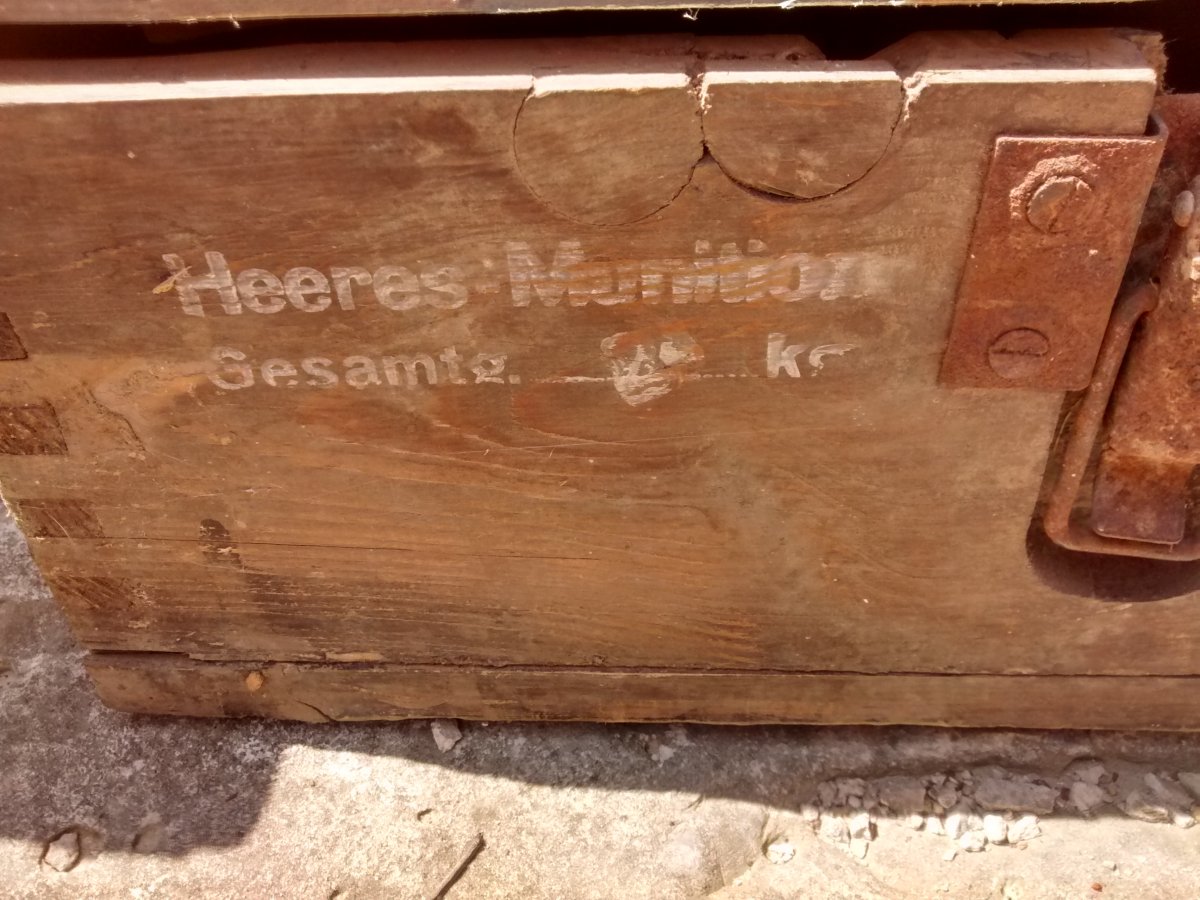 Heeres-Munition
Gesamtg. kg